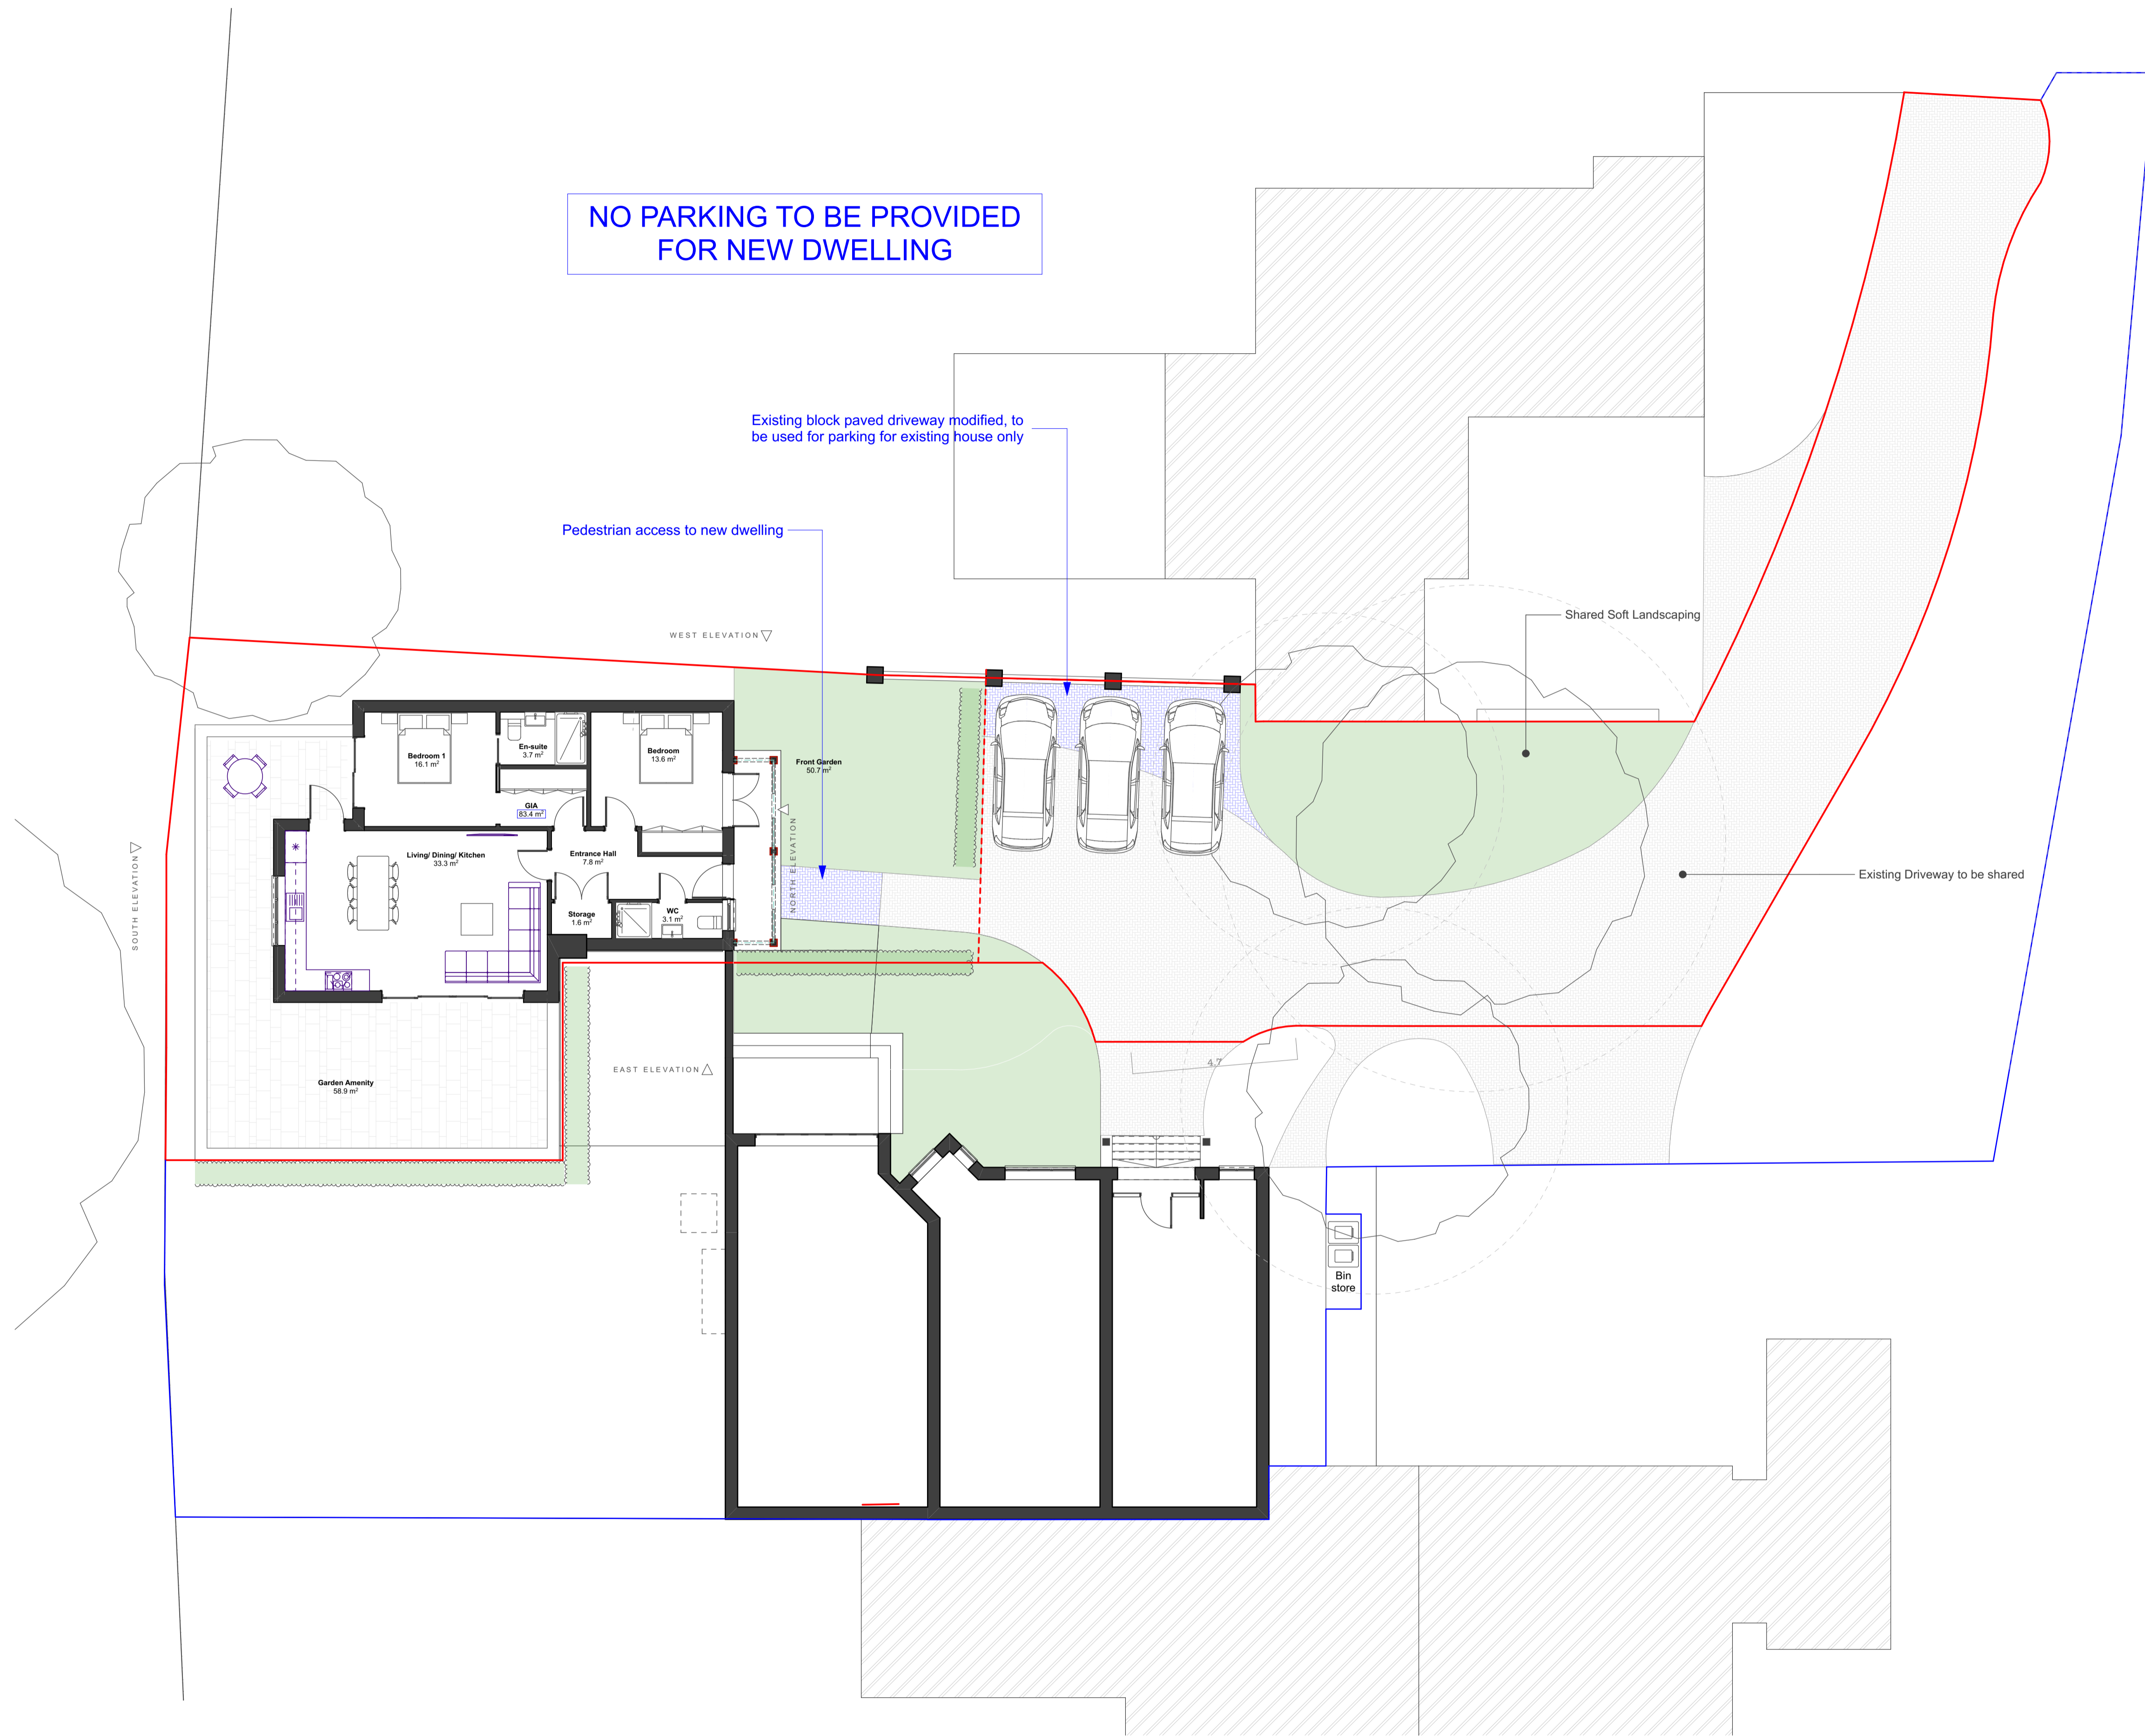 NO PARKING TO BE PROVIDED
FOR NEW DWELLING
Existing block paved driveway modified, to
be used for parking for existing house only
Pedestrian access to new dwelling
Shared Soft Landscaping
WEST ELEVATION
Bedroom 1
16.1 m²
En-suite
3.7 m²
Bedroom
13.6 m²
Front Garden
50.7 m²
GIA
83.4 m²
Living/ Dining/ Kitchen
33.3 m²
Entrance Hall
7.8 m²
NORTH ELEVATION
SOUTH ELEVATION
Existing Driveway to be shared
Storage
1.6 m²
WC
3.1 m²
EAST ELEVATION
4.7
Garden Amenity
58.9 m²
Bin
store